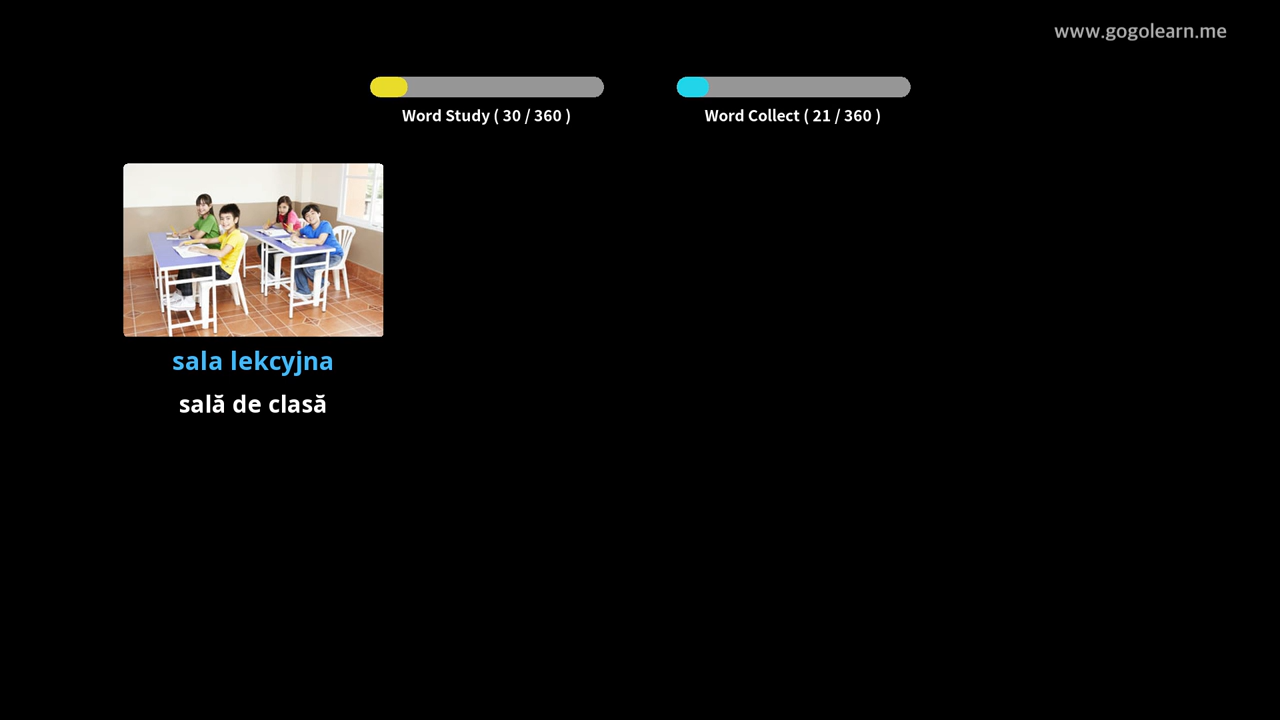 www.gogolearn.me
Word Study ( 30 / 360 )
Word Collect ( 21 / 360 )
sala lekcyjna
sală de clasă